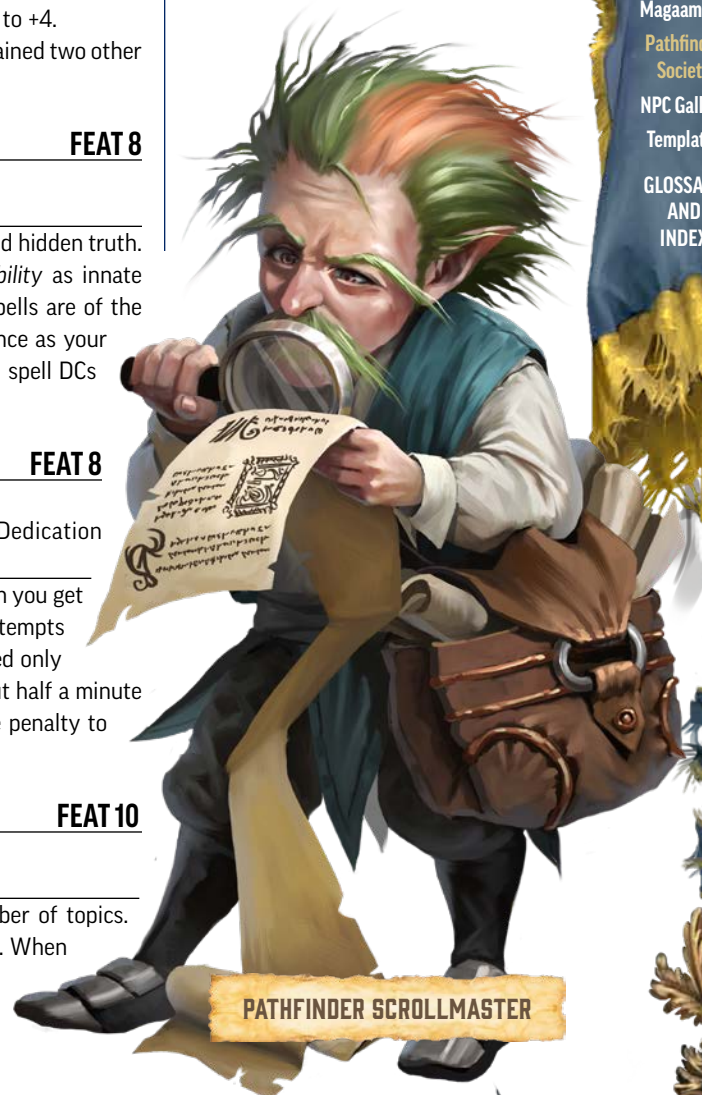 to +4.
ained two other
FEAT 8
d hidden truth.
bility as innate
pells are of the
nce as your
spell DCs
FEAT 8
Dedication
n you get
tempts
ed only
ut half a minute
e penalty to
FEAT 10
ber of topics.
. When
Magaam
Pathfind
Societ
NPC Gall
Templat
GLOSSA
AND
INDEX
PATHFINDER SCROLLMASTER